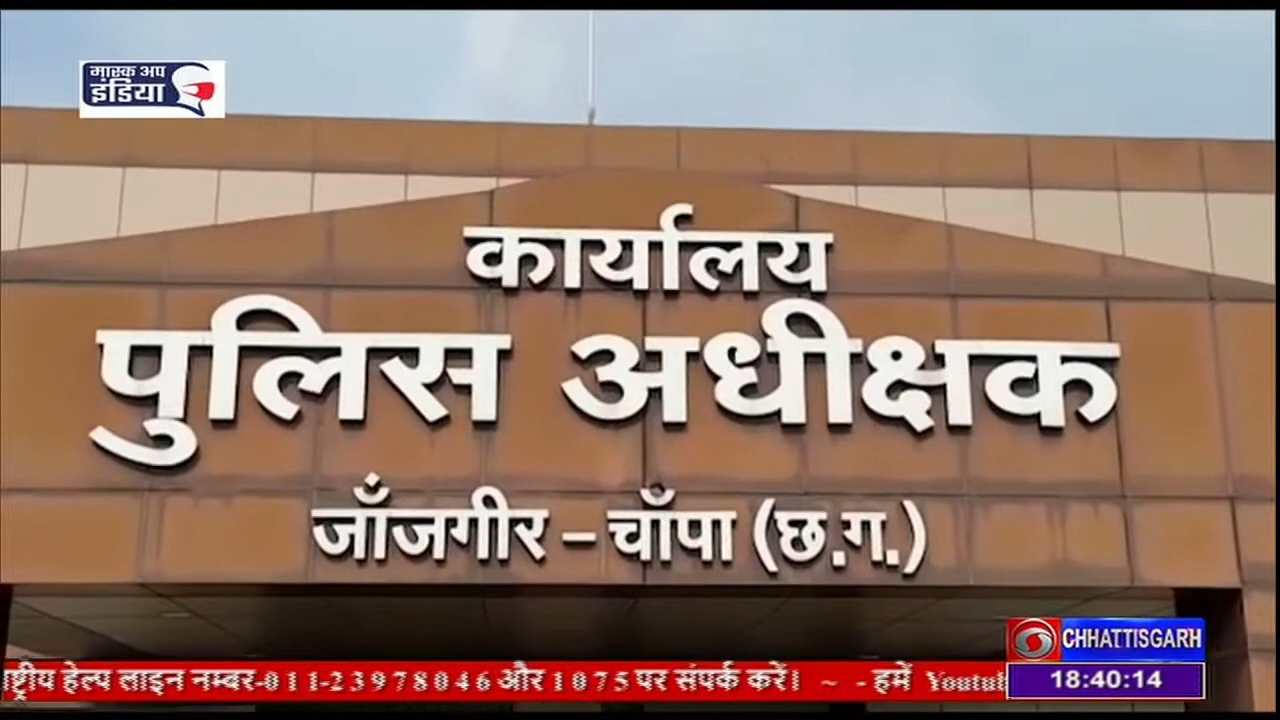 मास्क अप
इंडिया
कार्यालय
पुलिस अधीक्षक
जाँजगीर – चाँपा (छ.ग.)
CHHATTISGARH
हेल्प लाइन नम्बर-011-23978046 और 1075 पर संपर्क करें। ~ - हमें
18:40:14